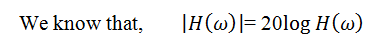 We know that, |H(ω)|= 20log H(ω)